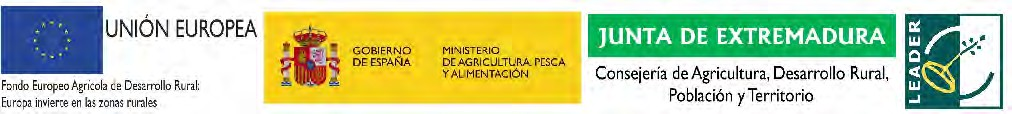 UNIÓN EUROPEA
Fondo Europeo Agrícola de Desarrollo Rural:
Europa invierte en las zonas rurales
GOBIERNO
DE ESPAÑA
MINISTERIO
DE AGRICULTURA, PESCA
Y ALIMENTACIÓN
JUNTA DE EXTREMADURA
Consejería de Agricultura, Desarrollo Rural,
Población y Territorio
LEADER